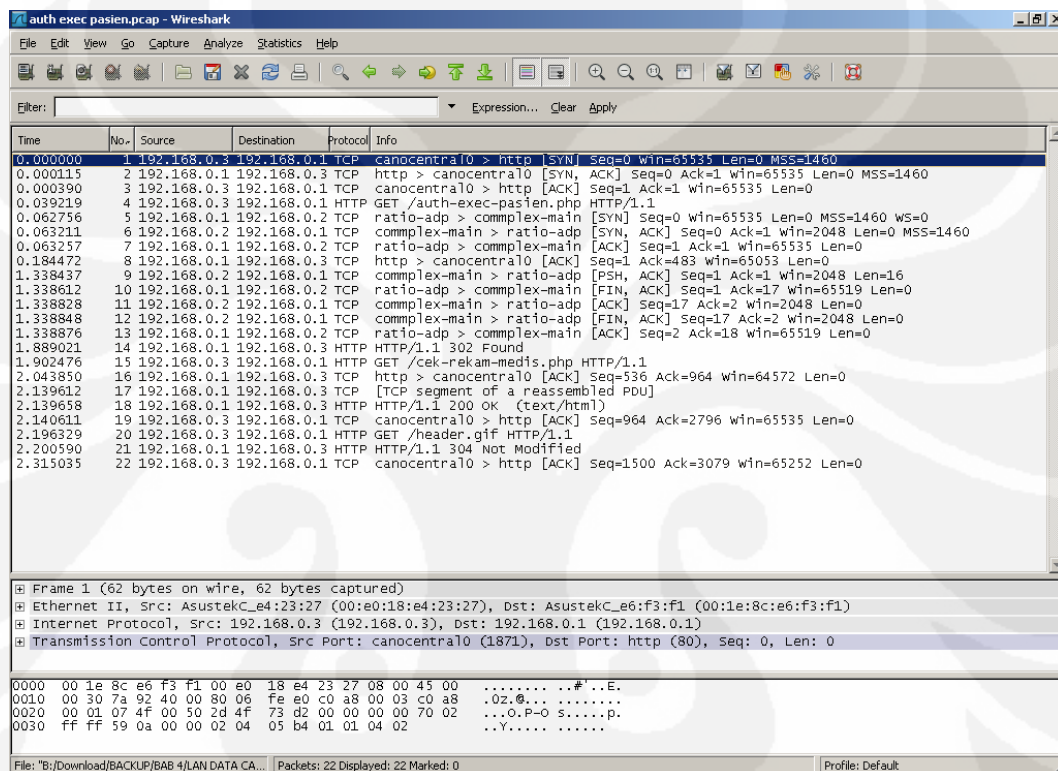 auth exec pasien.pcap - Wireshark
File Edit View Go Capture Analyze Statistics Help
Filter: Expression... Clear Apply
Time No. Source Destination Protocol Info
0.000000 1 192.168.0.3 192.168.0.1 TCP canocentral0 > http [SYN] Seq=0 Win=65535 Len=0 MSS=1460
0.000115 2 192.168.0.1 192.168.0.3 TCP http > canocentral0 [SYN, ACK] Seq=0 Ack=1 Win=65535 Len=0 MSS=1460
0.000390 3 192.168.0.3 192.168.0.1 TCP canocentral0 > http [ACK] Seq=1 Ack=1 Win=65535 Len=0
0.039219 4 192.168.0.3 192.168.0.1 HTTP GET /auth-exec-pasien.php HTTP/1.1
0.062756 5 192.168.0.1 192.168.0.2 TCP ratio-adp > commplex-main [SYN] Seq=0 Win=65535 Len=0 MSS=1460 WS=0
0.063211 6 192.168.0.2 192.168.0.1 TCP commplex-main > ratio-adp [SYN, ACK] Seq=0 Ack=1 Win=2048 Len=0 MSS=1460
0.063257 7 192.168.0.1 192.168.0.2 TCP ratio-adp > commplex-main [ACK] Seq=1 Ack=1 Win=65535 Len=0
0.184472 8 192.168.0.1 192.168.0.3 TCP http > canocentral0 [ACK] Seq=1 Ack=483 Win=65053 Len=0
1.338437 9 192.168.0.2 192.168.0.1 TCP commplex-main > ratio-adp [PSH, ACK] Seq=1 Ack=1 Win=2048 Len=16
1.338612 10 192.168.0.1 192.168.0.2 TCP ratio-adp > commplex-main [FIN, ACK] Seq=1 Ack=17 Win=65519 Len=0
1.338828 11 192.168.0.2 192.168.0.1 TCP commplex-main > ratio-adp [ACK] Seq=17 Ack=2 Win=2048 Len=0
1.338848 12 192.168.0.2 192.168.0.1 TCP commplex-main > ratio-adp [FIN, ACK] Seq=17 Ack=2 Win=2048 Len=0
1.338876 13 192.168.0.1 192.168.0.2 TCP ratio-adp > commplex-main [ACK] Seq=2 Ack=18 Win=65519 Len=0
1.889021 14 192.168.0.1 192.168.0.3 HTTP HTTP/1.1 302 Found
1.902476 15 192.168.0.3 192.168.0.1 HTTP GET /cek-rekam-medis.php HTTP/1.1
2.043850 16 192.168.0.1 192.168.0.3 TCP http > canocentral0 [ACK] Seq=536 Ack=964 Win=64572 Len=0
2.139612 17 192.168.0.1 192.168.0.3 TCP [TCP segment of a reassembled PDU]
2.139658 18 192.168.0.1 192.168.0.3 HTTP HTTP/1.1 200 OK (text/html)
2.140611 19 192.168.0.3 192.168.0.1 TCP canocentral0 > http [ACK] Seq=964 Ack=2796 Win=65535 Len=0
2.196329 20 192.168.0.3 192.168.0.1 HTTP GET /header.gif HTTP/1.1
2.200590 21 192.168.0.1 192.168.0.3 HTTP HTTP/1.1 304 Not Modified
2.315035 22 192.168.0.3 192.168.0.1 TCP canocentral0 > http [ACK] Seq=1500 Ack=3079 Win=65252 Len=0
Frame 1 (62 bytes on wire, 62 bytes captured)
Ethernet II, Src: AsustekC_e4:23:27 (00:e0:18:e4:23:27), Dst: AsustekC_e6:f3:f1 (00:1e:8c:e6:f3:f1)
Internet Protocol, Src: 192.168.0.3 (192.168.0.3), Dst: 192.168.0.1 (192.168.0.1)
Transmission Control Protocol, Src Port: canocentral0 (1871), Dst Port: http (80), Seq: 0, Len: 0
0000 00 1e 8c e6 f3 f1 00 e0 18 e4 23 27 08 00 45 00 ........ ..#'..E.
0010 00 30 7a 92 40 00 80 06 fe e0 c0 a8 00 03 c0 a8 .0z.@... ........
0020 00 01 07 4f 00 50 2d 4f 73 d2 00 00 00 00 70 02 ...O.P-O s.....p.
0030 ff ff 59 0a 00 00 02 04 05 b4 01 01 04 02 ..Y..... ......
File: "B:/Download/BACKUP/BAB 4/LAN DATA CA... Packets: 22 Displayed: 22 Marked: 0 Profile: Default